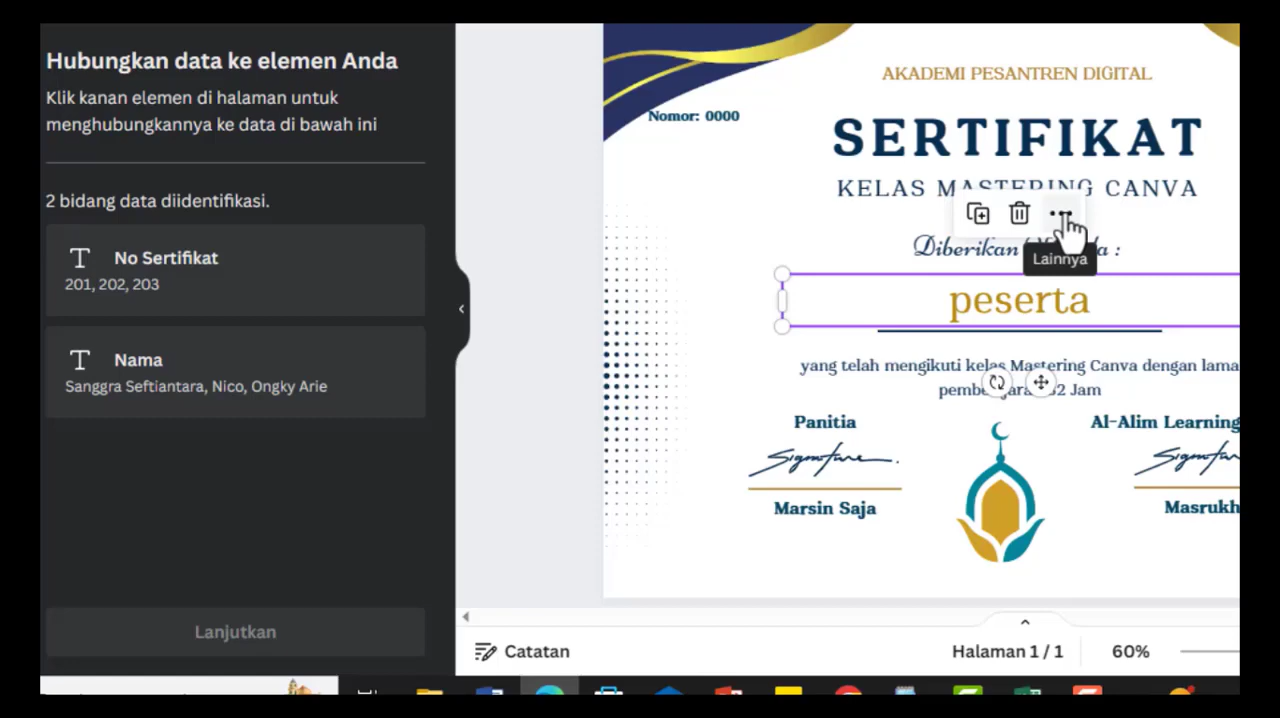 Hubungkan data ke elemen Anda
Klik kanan elemen di halaman untuk
menghubungkannya ke data di bawah ini
2 bidang data diidentifikasi.
No Sertifikat
201, 202, 203
Nama
Sanggra Seftiantara, Nico, Ongky Arie
Lanjutkan
AKADEMI PESANTREN DIGITAL
Nomor: 0000
SERTIFIKAT
KELAS MASTERING CANVA
Diberikan
Lainnya
peserta
yang telah mengikuti kelas Mastering Canva dengan lama
Jam
Panitia
Al-Alim Learning
Signature
Marsin Saja
Masrukh
Catatan
Halaman 1 / 1
60%